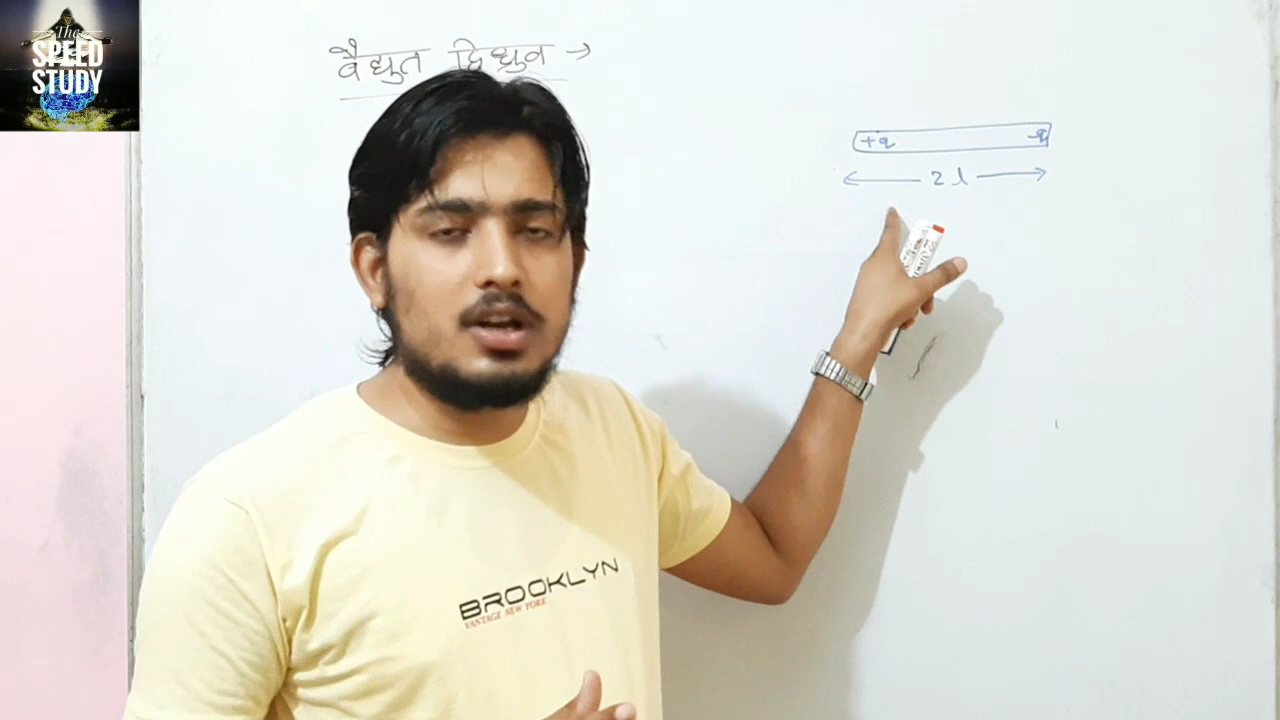 The
SPEED
STUDY
वैद्युत द्विध्रुव →
+q -q
2l
BROOKLYN
VANTAGE NEW YORK